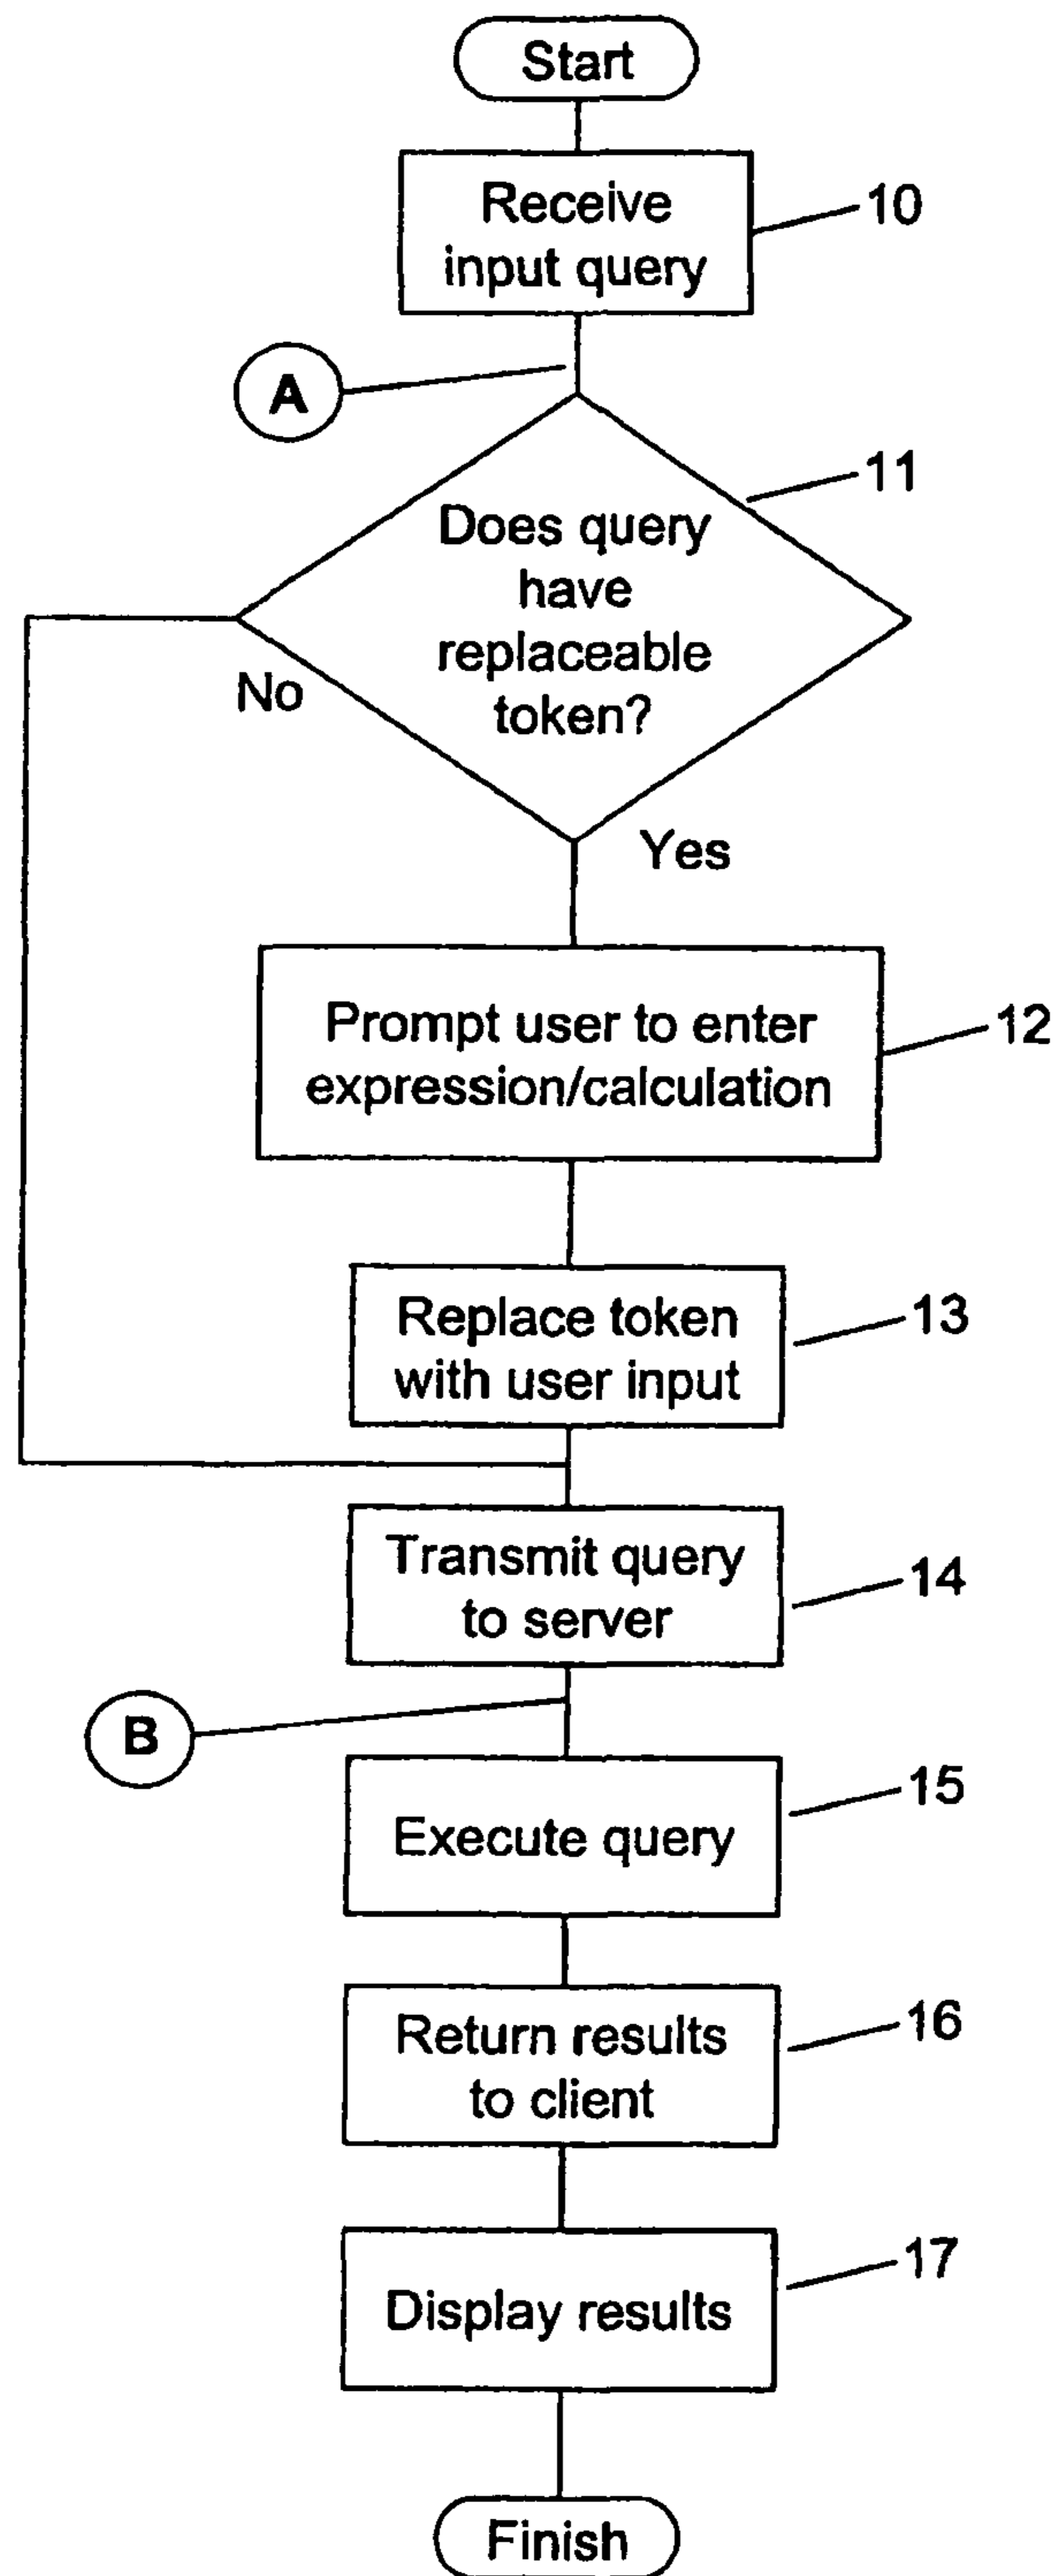 Start
Receive
input query
10
A
11
Does query
have
replaceable
token?
No
Yes
Prompt user to enter
expression/calculation
12
Replace token
with user input
13
Transmit query
to server
14
B
Execute query
15
Return results
to client
16
Display results
17
Finish